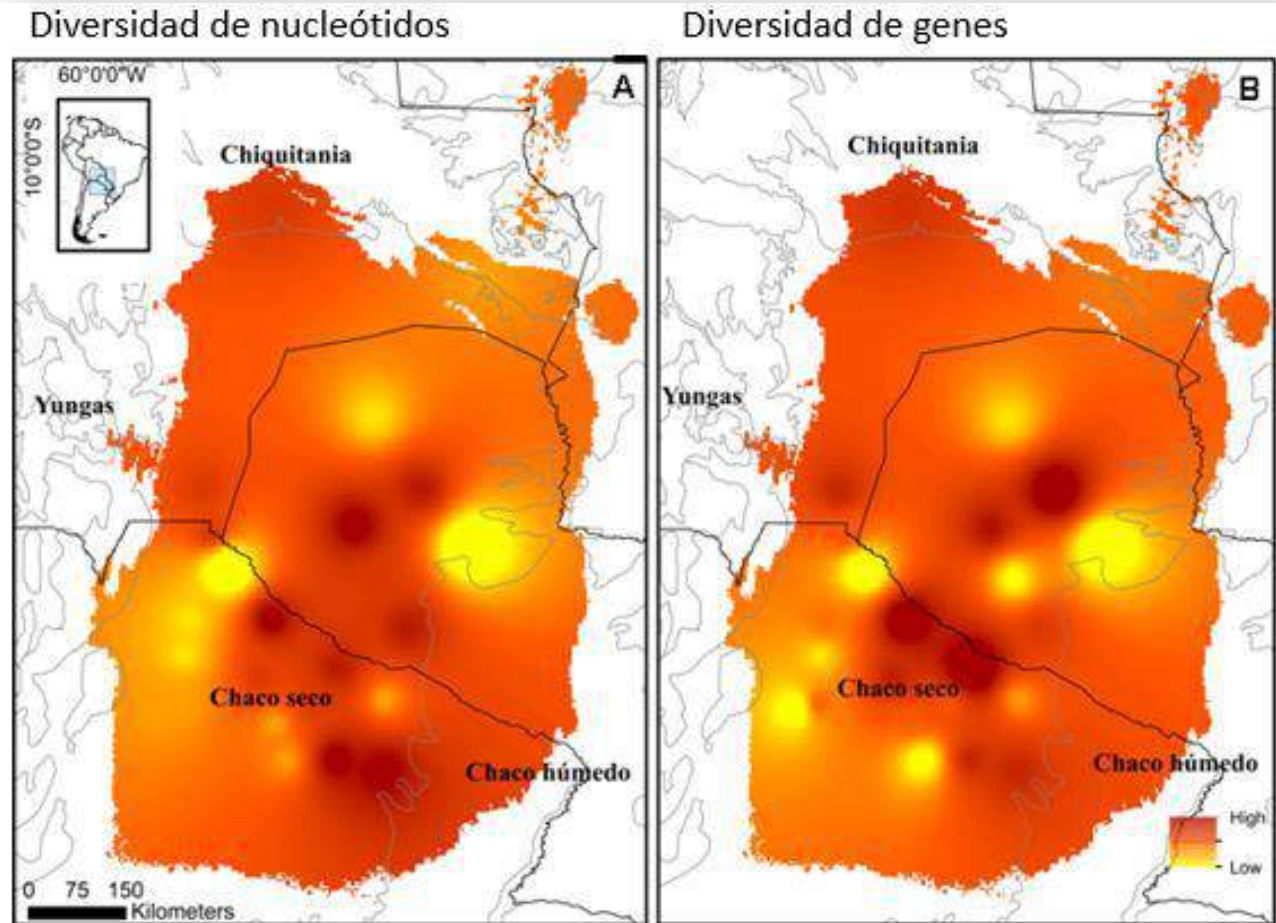 Diversidad de nucleótidos
Diversidad de genes
60°0'0"W
A
10°0'0"S
Chiquitania
Yungas
Chaco seco
Chaco húmedo
0 75 150
Kilometers
B
Chiquitania
Yungas
Chaco seco
Chaco húmedo
High
Low